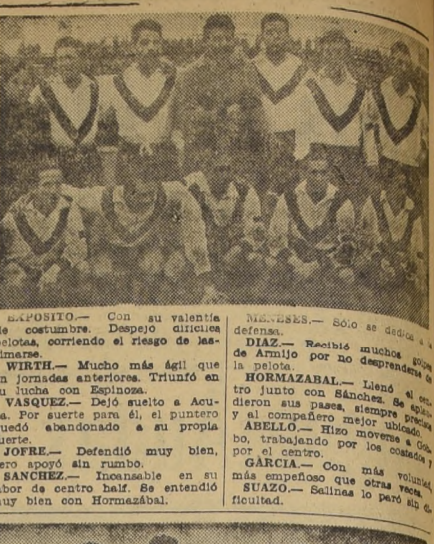 EXPOSITO.— Con su valentía
de costumbre. Despejó difíciles
pelotas, corriendo el riesgo de las-
timarse.
WIRTH.— Mucho más ágil que
en jornadas anteriores. Triunfó en
su lucha con Espinoza.
VASQUEZ.— Dejó suelto a Acu-
ña. Por suerte para él, el puntero
quedó abandonado a su propia
suerte.
JOFRE.— Defendió muy bien,
pero apoyó sin rumbo.
SANCHEZ.— Incansable en su
labor de centro half. Se entendió
muy bien con Hormazábal.
MENESES.— Sólo se dedicó a la
defensa.
DIAZ.— Recibió muchos golpes
de Armijo por no desprenderse de
la pelota.
HORMAZABAL.— Llenó el cen-
tro junto con Sánchez. Se aplau-
dieron sus pases, siempre precisos
y al compañero mejor ubicado.
ABELLO.— Hizo moverse a
bo, trabajando por los costados y
por el centro.
GARCIA.— Con más voluntad,
más empeñoso que otras veces.
SUAZO.— Salinas lo paró sin di-
ficultad.